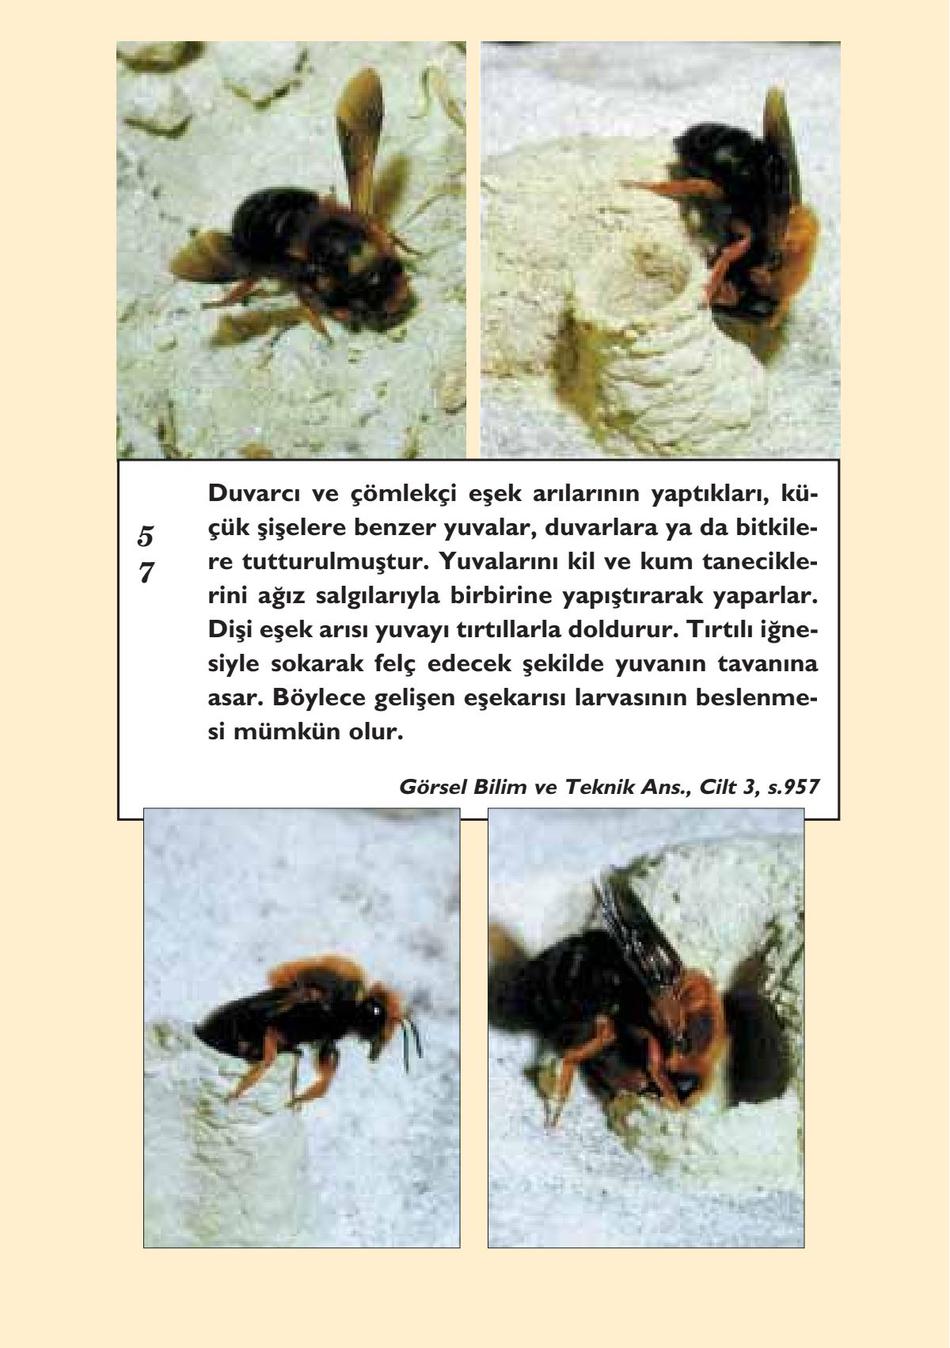 Duvarcı ve çömlekçi eşek arılarının yaptıkları, kü-
çük şişelere benzer yuvalar, duvarlara ya da bitkile-
re tutturulmuştur. Yuvalarını kil ve kum tanecikle-
rini ağız salgılarıyla birbirine yapıştırarak yaparlar.
Dişi eşek arısı yuvayı tırtıllarla doldurur. Tırtılı iğne-
siyle sokarak felç edecek şekilde yuvanın tavanına
asar. Böylece gelişen eşekarısı larvasının beslenme-
si mümkün olur.
Görsel Bilim ve Teknik Ans., Cilt 3, s.957
5
7